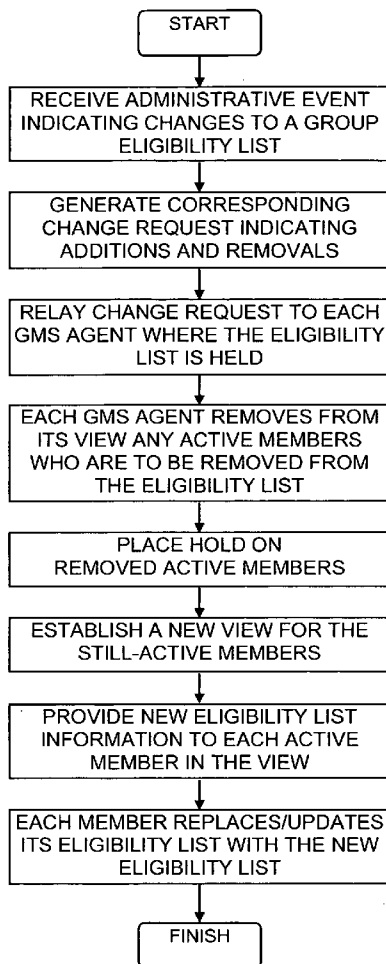 START
RECEIVE ADMINISTRATIVE EVENT
INDICATING CHANGES TO A GROUP
ELIGIBILITY LIST
GENERATE CORRESPONDING
CHANGE REQUEST INDICATING
ADDITIONS AND REMOVALS
RELAY CHANGE REQUEST TO EACH
GMS AGENT WHERE THE ELIGIBILITY
LIST IS HELD
EACH GMS AGENT REMOVES FROM
ITS VIEW ANY ACTIVE MEMBERS
WHO ARE TO BE REMOVED FROM
THE ELIGIBILITY LIST
PLACE HOLD ON
REMOVED ACTIVE MEMBERS
ESTABLISH A NEW VIEW FOR THE
STILL-ACTIVE MEMBERS
PROVIDE NEW ELIGIBILITY LIST
INFORMATION TO EACH ACTIVE
MEMBER IN THE VIEW
EACH MEMBER REPLACES/UPDATES
ITS ELIGIBILITY LIST WITH THE NEW
ELIGIBILITY LIST
FINISH